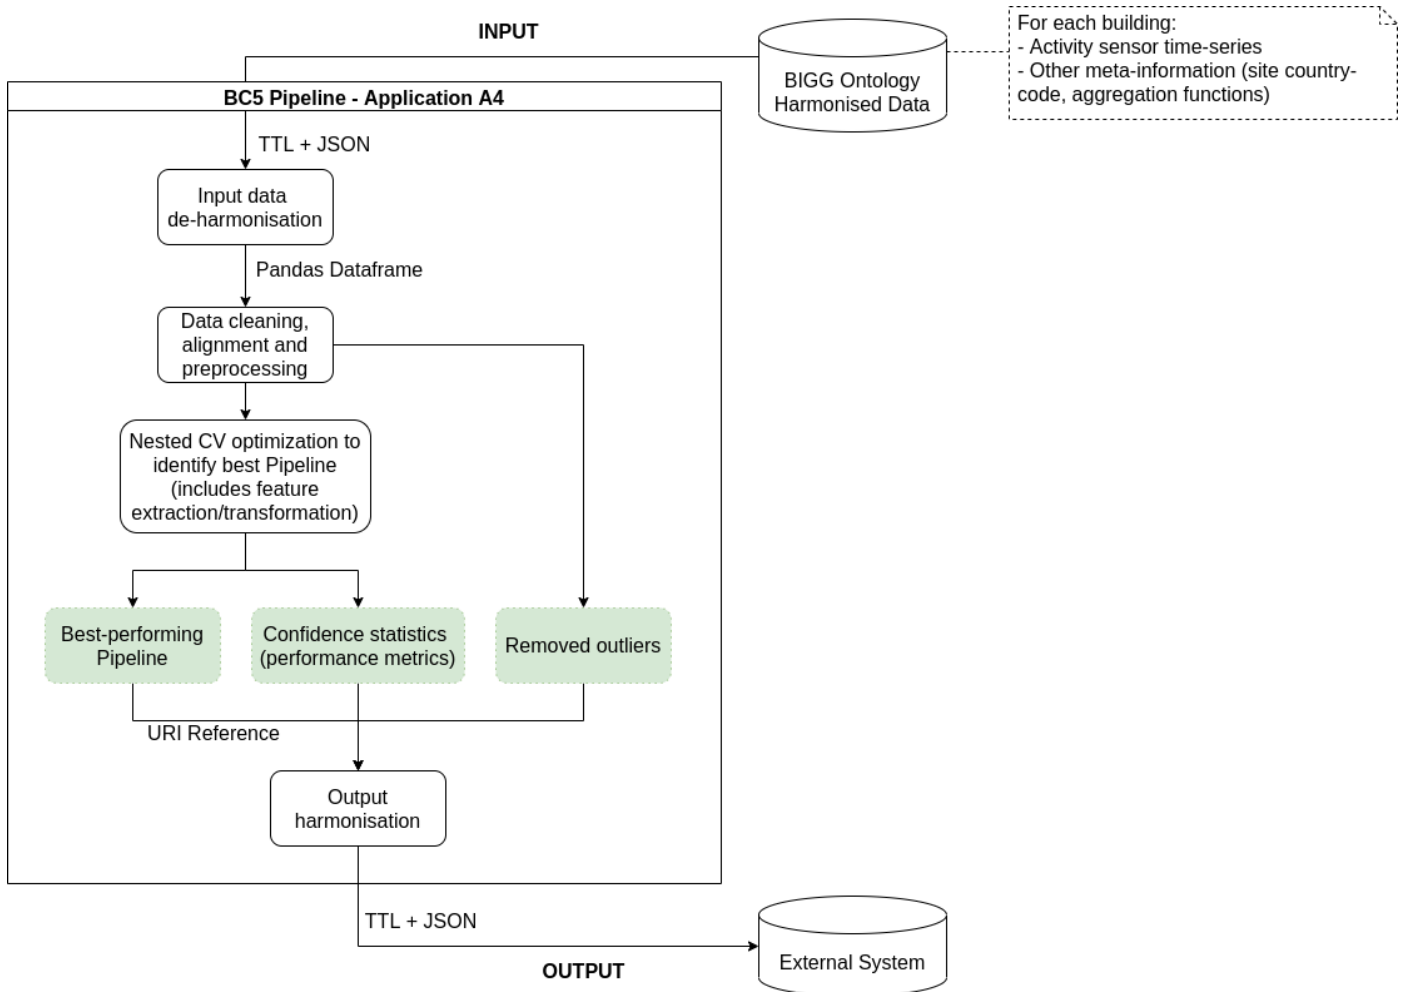 INPUT
BIGG Ontology
Harmonised Data
For each building:
- Activity sensor time-series
- Other meta-information (site country-
code, aggregation functions)
BC5 Pipeline - Application A4
TTL + JSON
Input data
de-harmonisation
Pandas Dataframe
Data cleaning,
alignment and
preprocessing
Nested CV optimization to
identify best Pipeline
(includes feature
extraction/transformation)
Best-performing
Pipeline
Confidence statistics
(performance metrics)
Removed outliers
URI Reference
Output
harmonisation
TTL + JSON
OUTPUT
External System